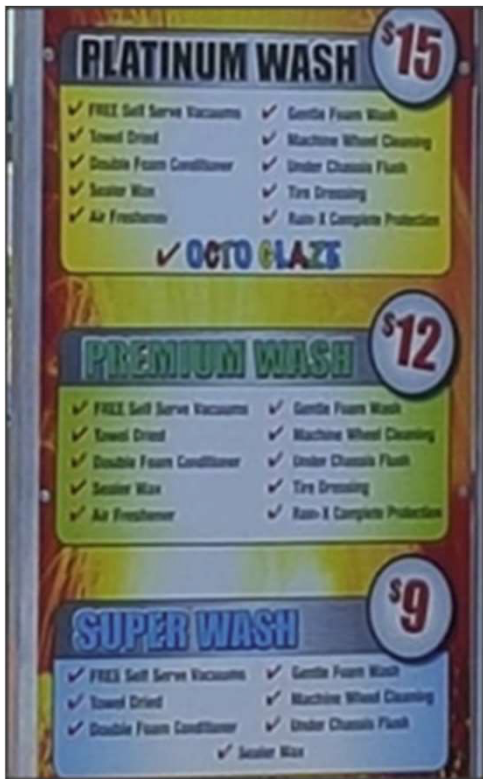 PLATINUM WASH $15
✓ FREE Self Serve Vacuums ✓ Gentle Foam Wash
✓ Towel Dried ✓ Machine Wheel Cleaning
✓ Double Foam Conditioner ✓ Under Chassis Flush
✓ Sealer Wax ✓ Tire Dressing
✓ Air Freshener ✓ Rain-X Complete Protection
✓ OCTO GLAZE
PREMIUM WASH $12
✓ FREE Self Serve Vacuums ✓ Gentle Foam Wash
✓ Towel Dried ✓ Machine Wheel Cleaning
✓ Double Foam Conditioner ✓ Under Chassis Flush
✓ Sealer Wax ✓ Tire Dressing
✓ Air Freshener ✓ Rain-X Complete Protection
SUPER WASH $9
✓ FREE Self Serve Vacuums ✓ Gentle Foam Wash
✓ Towel Dried ✓ Machine Wheel Cleaning
✓ Double Foam Conditioner ✓ Under Chassis Flush
✓ Sealer Wax